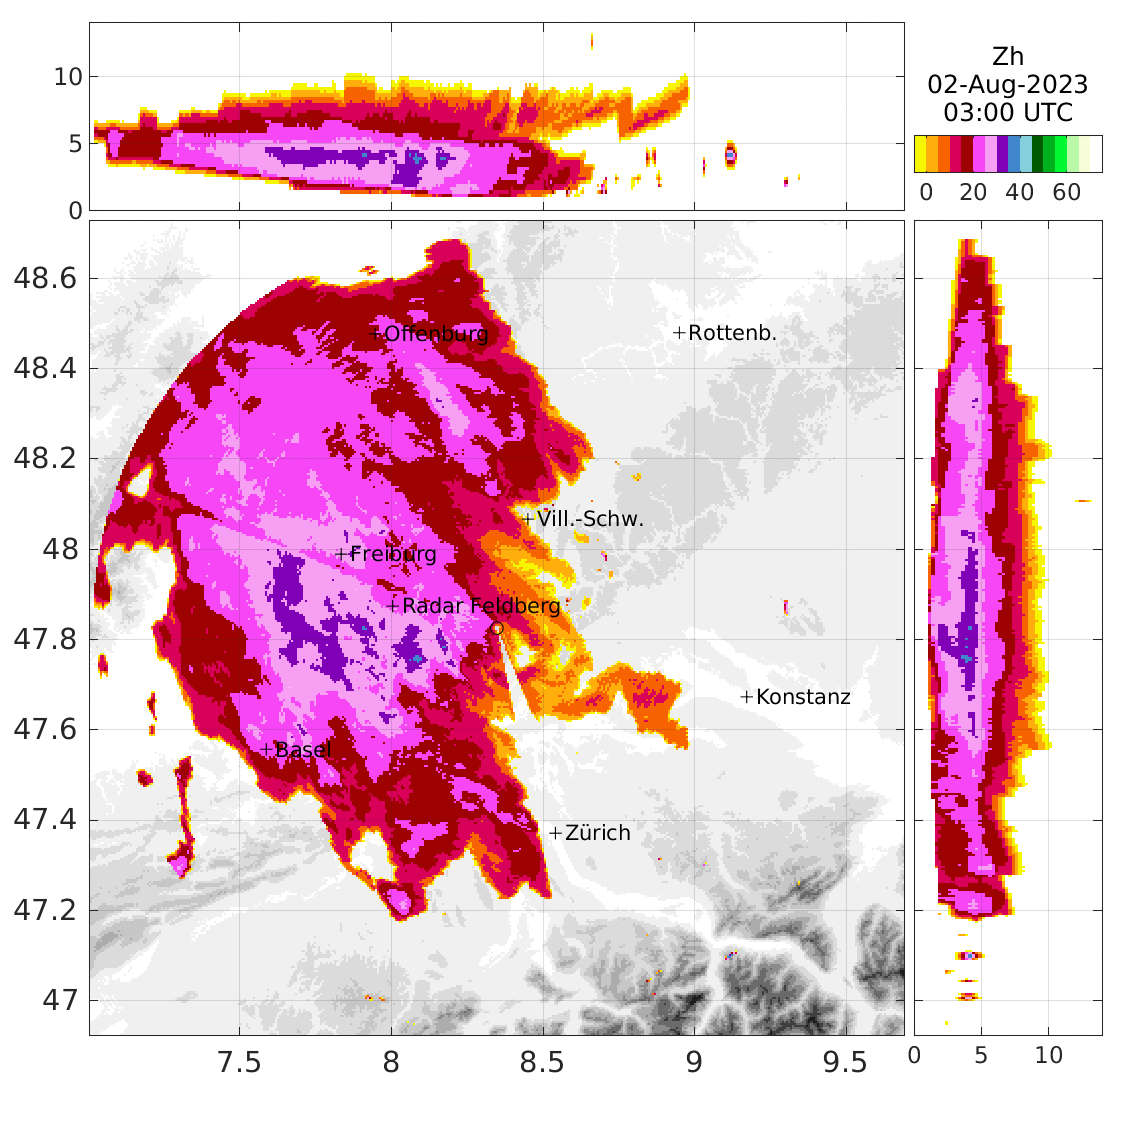 10
5
0
Zh
02-Aug-2023
03:00 UTC
0 20 40 60
48.6
48.4
48.2
48
47.8
47.6
47.4
47.2
47
+Offenburg
+Rottenb.
+Vill.-Schw.
+Freiburg
+Radar Feldberg
+Konstanz
+Basel
+Zürich
7.5 8 8.5 9 9.5
0 5 10